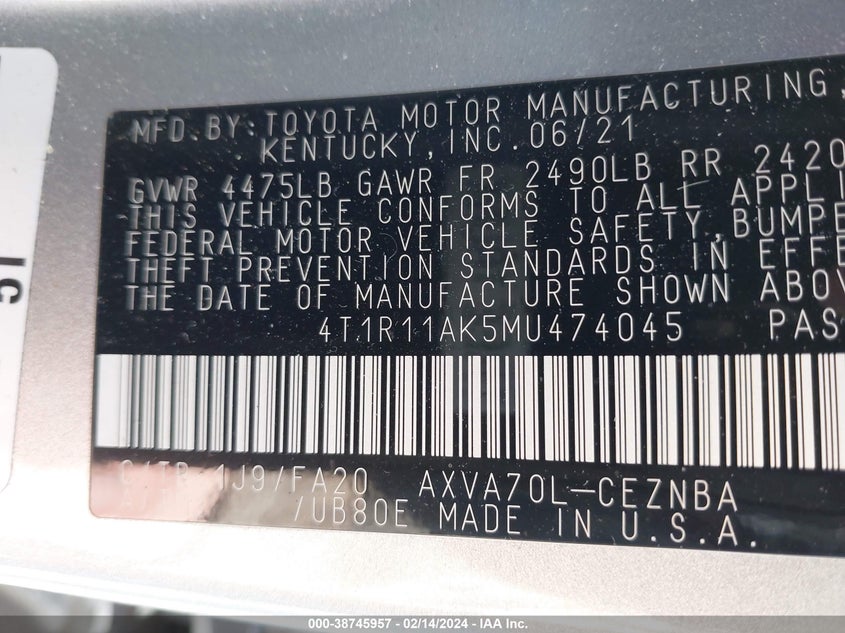 MFD.BY:TOYOTA MOTOR MANUFACTURING,
KENTUCKY,INC.06/21
GVWR 4475LB GAWR FR 2490LB RR 2420
THIS VEHICLE CONFORMS TO ALL APPLI
FEDERAL MOTOR VEHICLE SAFETY,BUMPE
THEFT PREVENTION STANDARDS IN EFFE
THE DATE OF MANUFACTURE SHOWN ABOV
4T1R11AK5MU474045 PAS
C/TR 1J9/FA20 AXVA70L-CEZNBA
/UB80E MADE IN U.S.A.
000-38745957 - 02/14/2024 - IAA Inc.